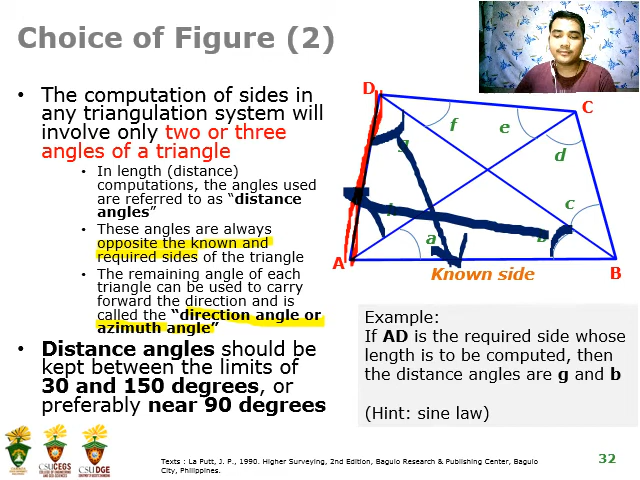 Choice of Figure (2)
• The computation of sides in
any triangulation system will
involve only two or three
angles of a triangle
• In length (distance)
computations, the angles used
are referred to as “distance
angles”
• These angles are always
opposite the known and
required sides of the triangle
• The remaining angle of each
triangle can be used to carry
forward the direction and is
called the “direction angle or
azimuth angle”
• Distance angles should be
kept between the limits of
30 and 150 degrees, or
preferably near 90 degrees
D
C
f
e
g
d
c
a
b
A
B
Known side
Example:
If AD is the required side whose
length is to be computed, then
the distance angles are g and b
(Hint: sine law)
CSUCEGS
CSUDGE
Texts : La Putt, J. P., 1990. Higher Surveying, 2nd Edition, Baguio Research & Publishing Center, Baguio
City, Philippines.
32